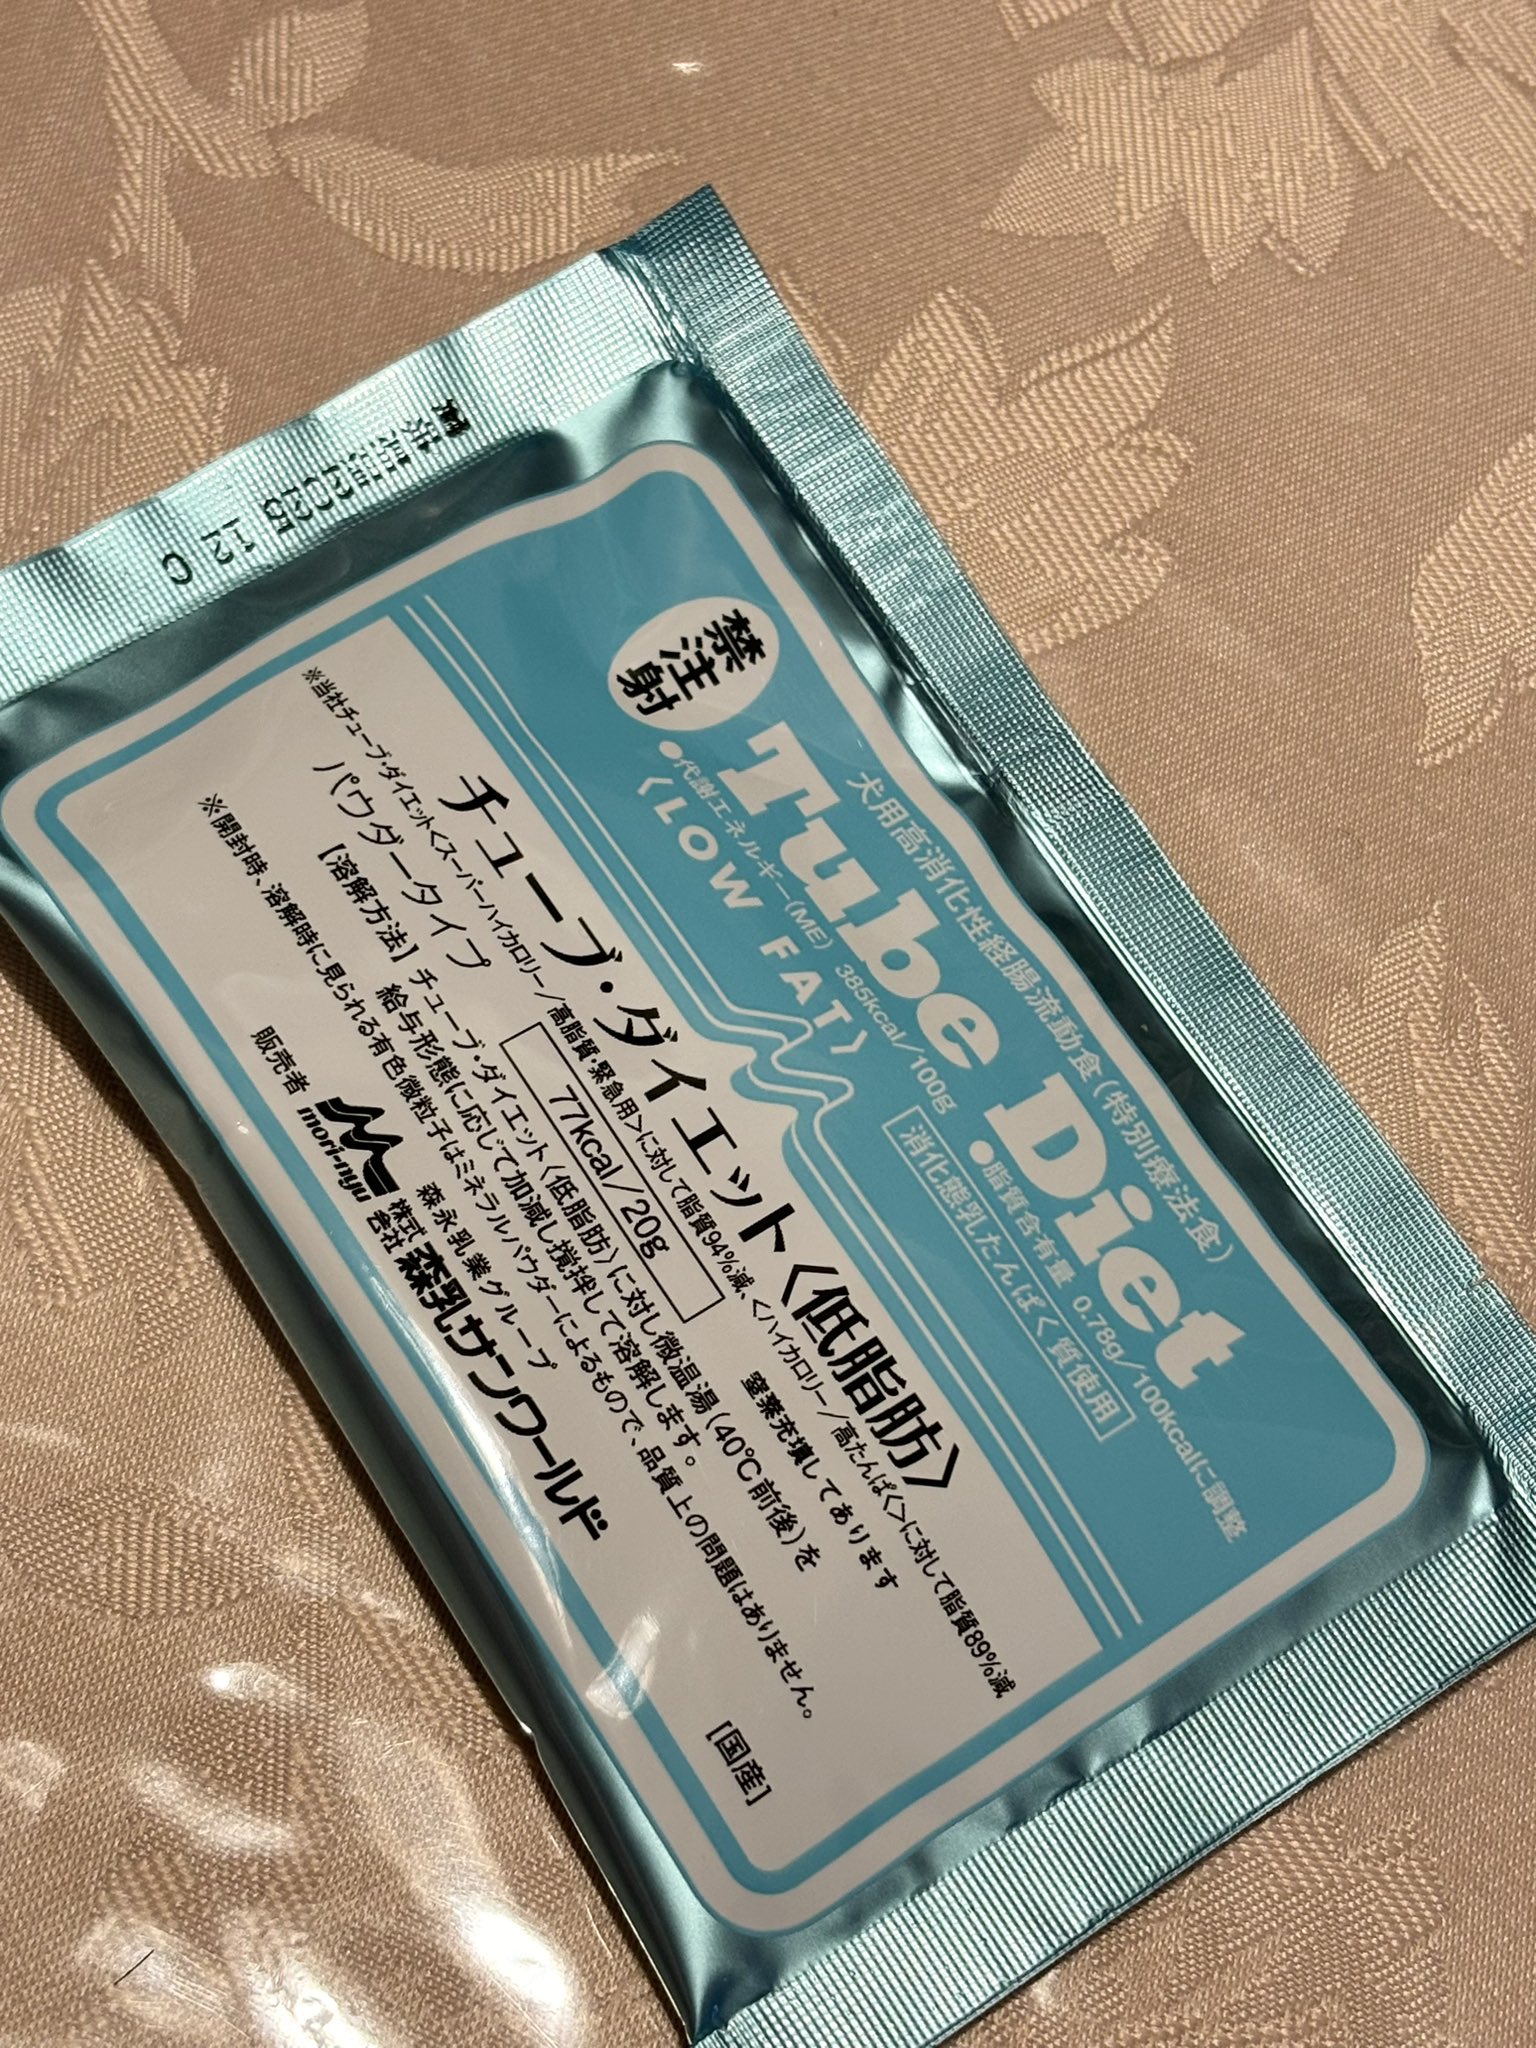 賞味期限2025.12 C
犬用高消化性経腸流動食(特別療法食)
禁注射
Tube Diet
●代謝エネルギー(ME) 385kcal/100g ●脂質含有量 0.78g/100kcalに調整
〈LOW FAT〉
消化態乳たんぱく質使用
チューブ・ダイエット〈低脂肪〉
※当社チューブ・ダイエット<スーパーハイカロリー/高脂質・緊急用>に対して脂質94%減、<ハイカロリー/高たんぱく>に対して脂質89%減
パウダータイプ
77kcal/20g
窒素充填してあります
【溶解方法】チューブ・ダイエット〈低脂肪〉に対し微温湯(40℃前後)を
給与形態に応じて加減し撹拌して溶解します。
※開封時、溶解時に見られる有色微粒子はミネラルパウダーによるもので、品質上の問題はありません。
森永乳業グループ
販売者 mori-nyu 株式会社 森乳サンワールド
[国産]